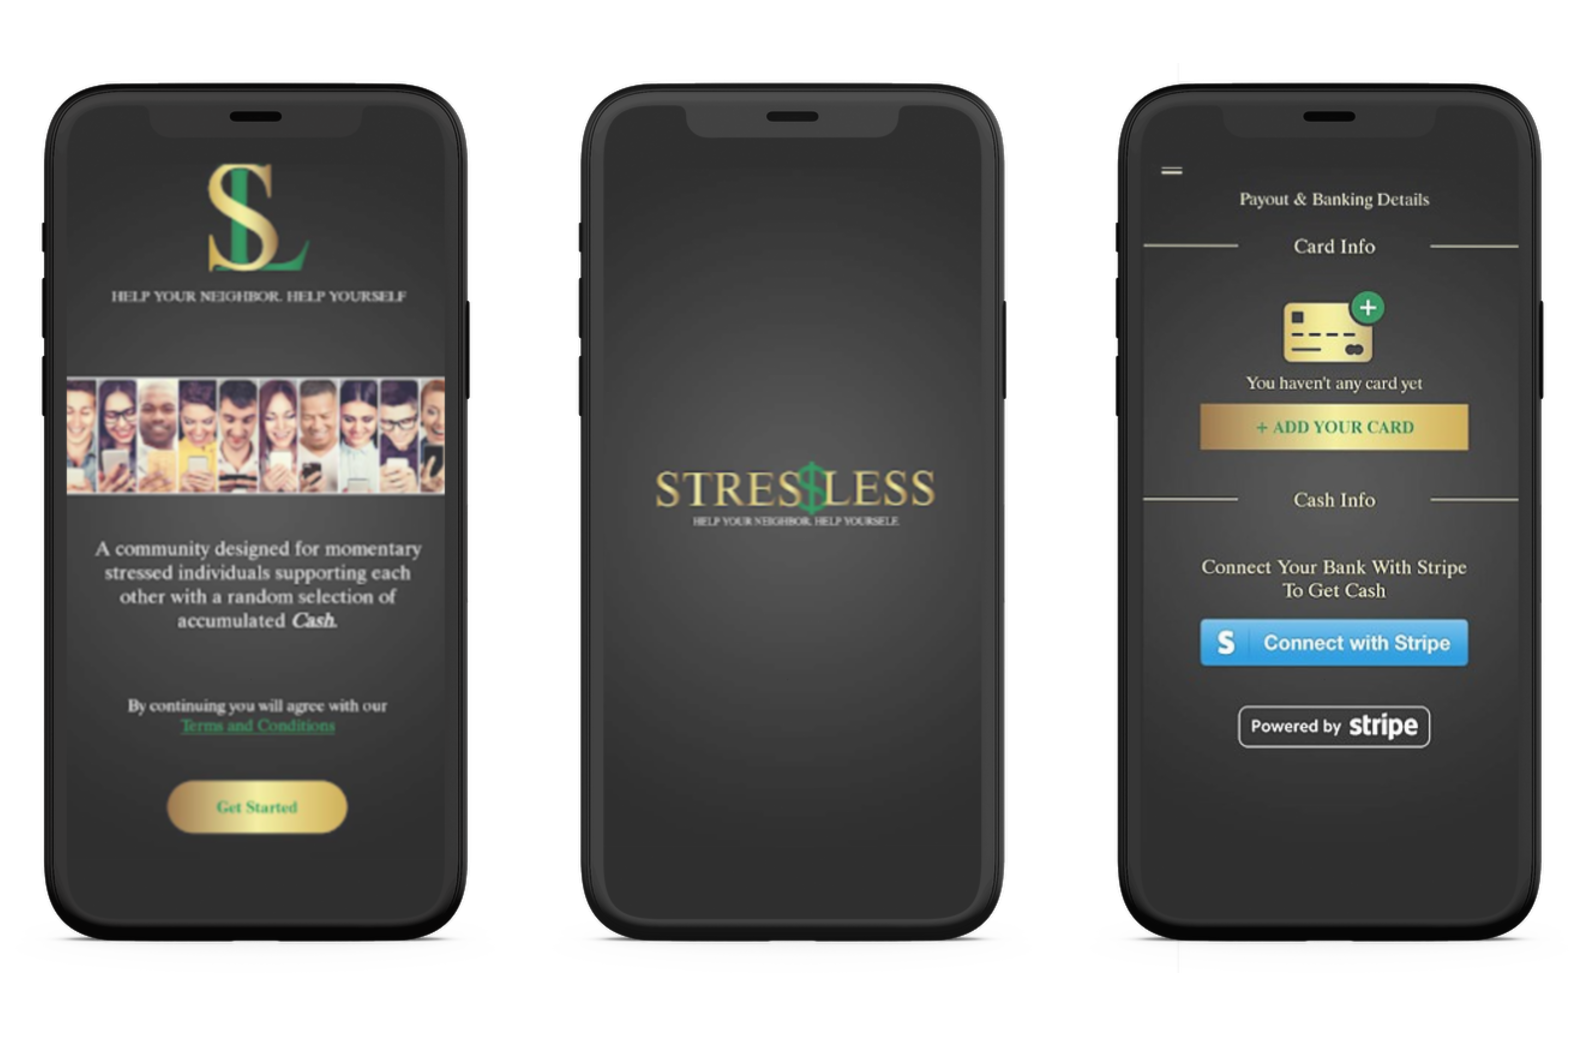 SL
HELP YOUR NEIGHBOR. HELP YOURSELF
A community designed for momentary
stressed individuals supporting each
other with a random selection of
accumulated Cash.
By continuing you will agree with our
Terms and Conditions
Get Started
STRES$LESS
HELP YOUR NEIGHBOR. HELP YOURSELF.
Payout & Banking Details
Card Info
You haven't any card yet
+ ADD YOUR CARD
Cash Info
Connect Your Bank With Stripe
To Get Cash
S Connect with Stripe
Powered by stripe